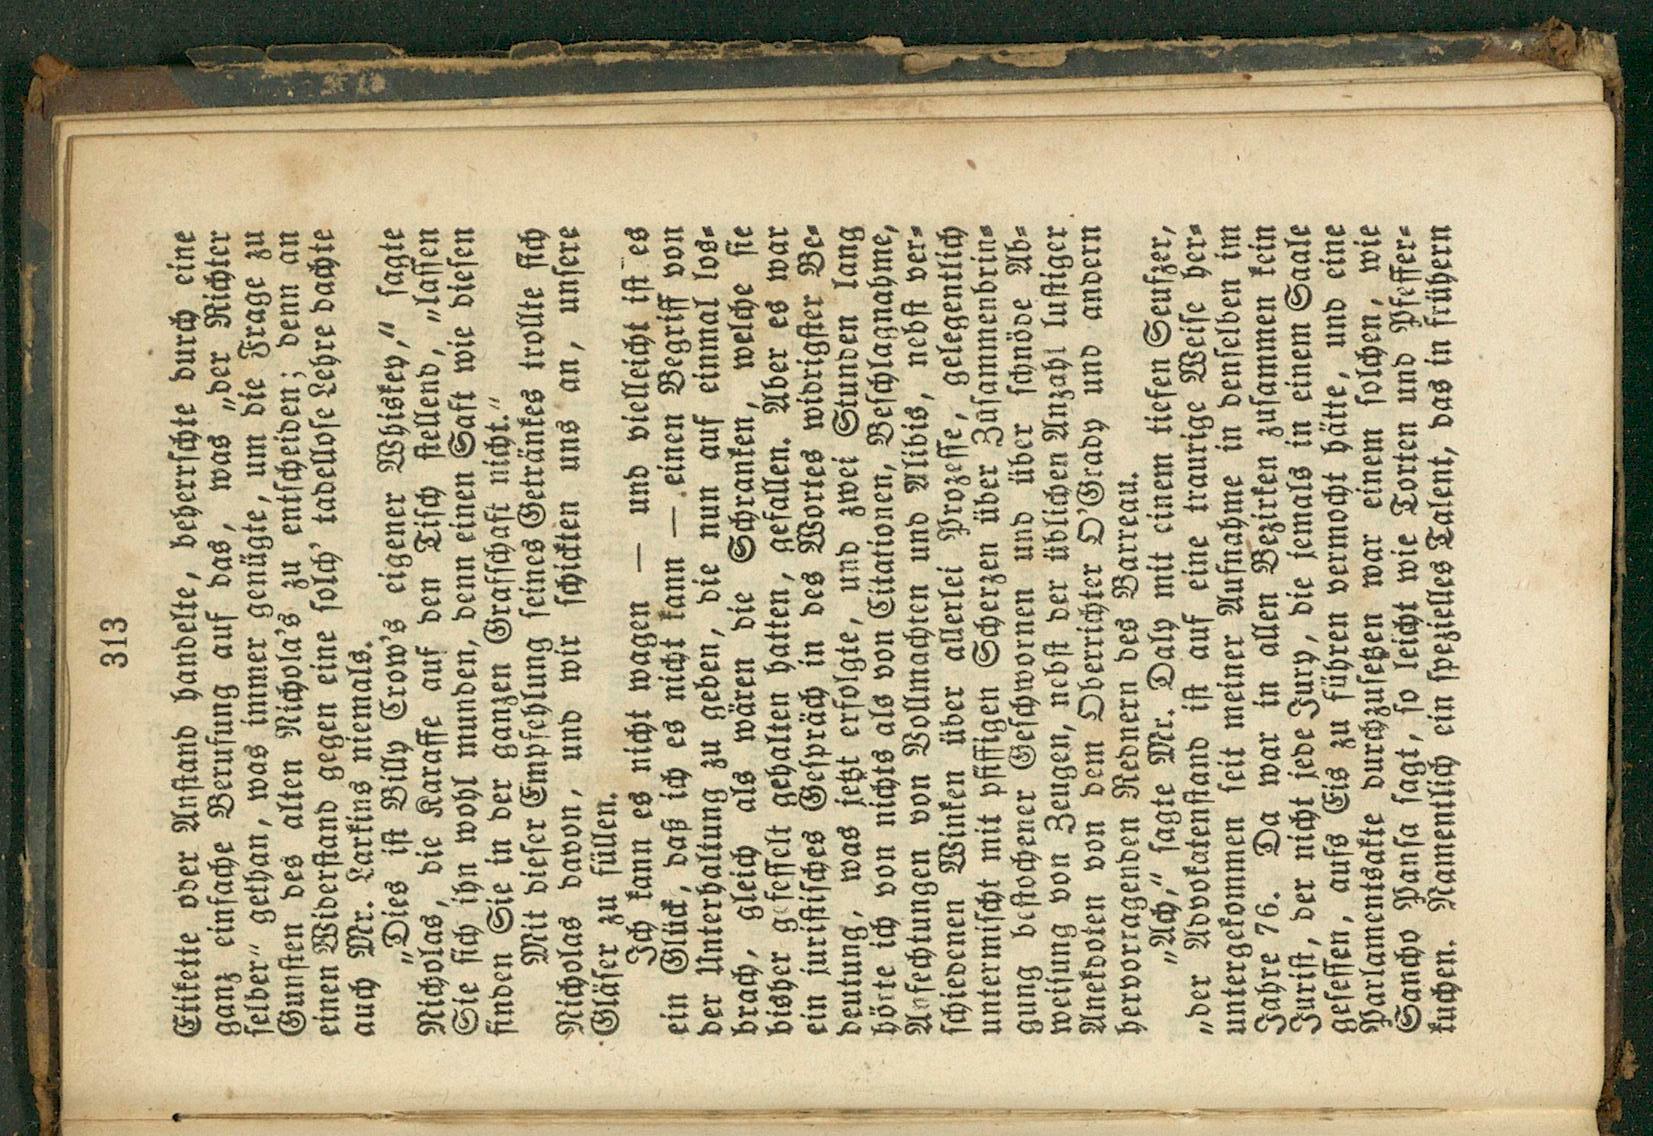 313
Etikette oder Anstand handelte, beherrschte durch eine
ganz einfache Berufung auf das, was „der Richter
selber“ gethan, was immer genügte, um die Frage zu
Gunsten des alten Nichola's zu entscheiden; denn an
einen Widerstand gegen eine solch' tadellose Lehre dachte
auch Mr. Larkins niemals.
„Dies ist Billy Crow's eigener Whiskey,“ sagte
Nicholas, die Karaffe auf den Tisch stellend, „lassen
Sie sich ihn wohl munden, denn einen Saft wie diesen
finden Sie in der ganzen Grafschaft nicht.“
Mit dieser Empfehlung seines Getränkes trollte sich
Nicholas davon, und wir schickten uns an, unsere
Gläser zu füllen.
Ich kann es nicht wagen — und vielleicht ist es
ein Glück, daß ich es nicht kann — einen Begriff von
der Unterhaltung zu geben, die nun auf einmal los-
brach, gleich als wären die Schranken, welche sie
bisher gefesselt gehalten hatten, gefallen. Aber es war
ein juristisches Gespräch in des Wortes widrigster Be-
deutung, was jetzt erfolgte, und zwei Stunden lang
hörte ich von nichts als von Citationen, Beschlagnahme,
Anfechtungen von Vollmachten und Alibis, nebst ver-
schiedenen Winken über allerlei Prozesse, gelegentlich
untermischt mit pfiffigen Scherzen über Zusammenbrin-
gung bestochener Geschwornen und über schnöde Ab-
weisung von Zeugen, nebst der üblichen Anzahl lustiger
Anekdoten von dem Oberrichter O'Grady und andern
hervorragenden Rednern des Barreau.
„Ach,“ sagte Mr. Daly mit einem tiefen Seufzer,
„der Advokatenstand ist auf eine traurige Weise her-
untergekommen seit meiner Aufnahme in denselben im
Jahre 76. Da war in allen Bezirken zusammen kein
Jurist, der nicht jede Jury, die jemals in einem Saale
gesessen, aufs Eis zu führen vermocht hätte, und eine
Parlamentsakte durchzusetzen war einem solchen, wie
Sancho Pansa sagt, so leicht wie Torten und Pfeffer-
kuchen. Namentlich ein spezielles Talent, das in frühern